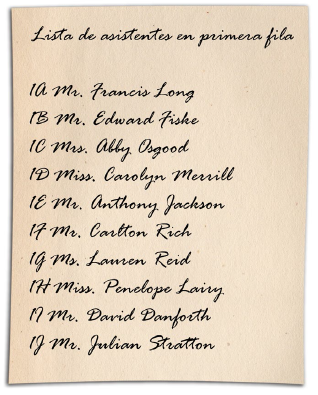 Lista de asistentes en primera fila
1A Mr. Francis Long
1B Mr. Edward Fiske
1C Mrs. Abby Osgood
1D Miss. Carolyn Merrill
1E Mr. Anthony Jackson
1F Mr. Carlton Rich
1G Ms. Lauren Reid
1H Miss. Penelope Lairy
1I Mr. David Danforth
1J Mr. Julian Stratton